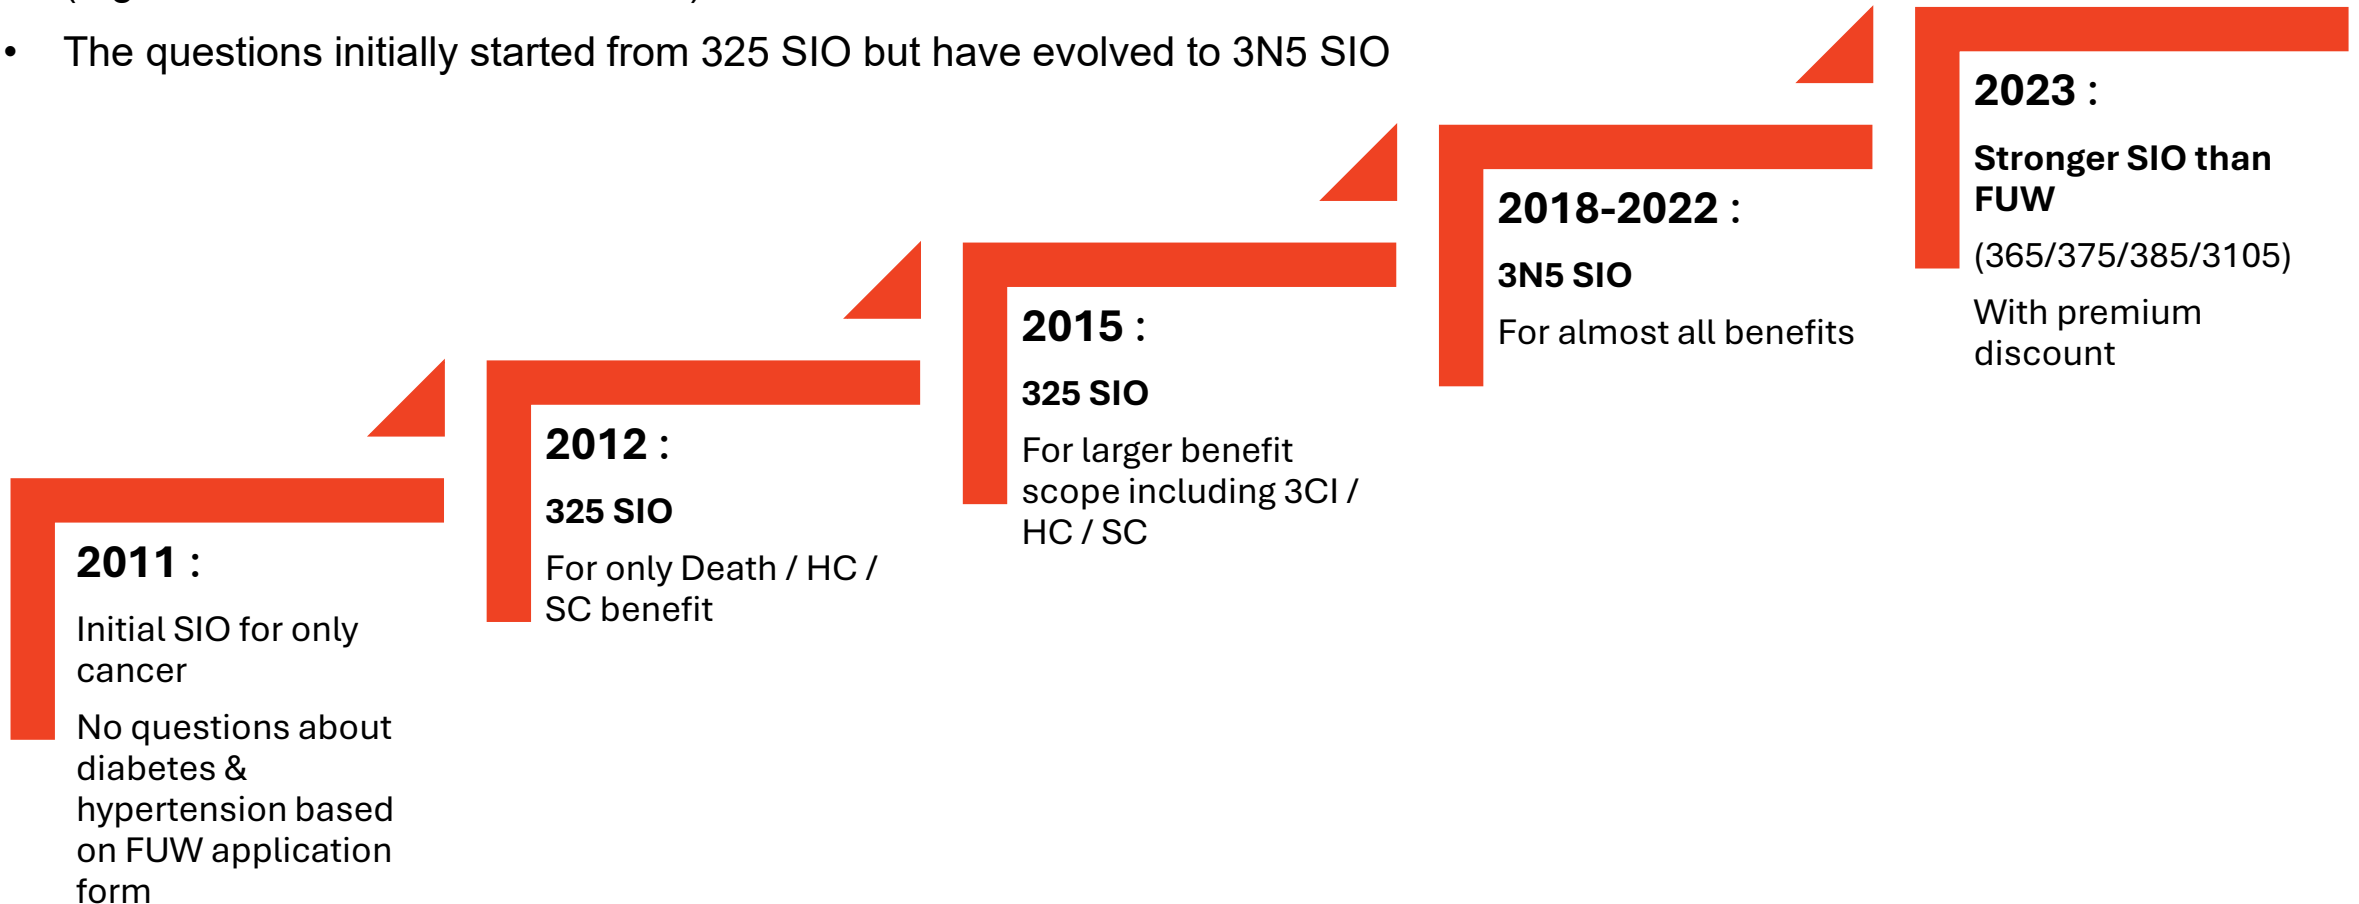 • The questions initially started from 325 SIO but have evolved to 3N5 SIO
2011 :
Initial SIO for only
cancer
No questions about
diabetes &
hypertension based
on FUW application
form
2012 :
325 SIO
For only Death / HC /
SC benefit
2015 :
325 SIO
For larger benefit
scope including 3CI /
HC / SC
2018-2022 :
3N5 SIO
For almost all benefits
2023 :
Stronger SIO than
FUW
(365/375/385/3105)
With premium
discount